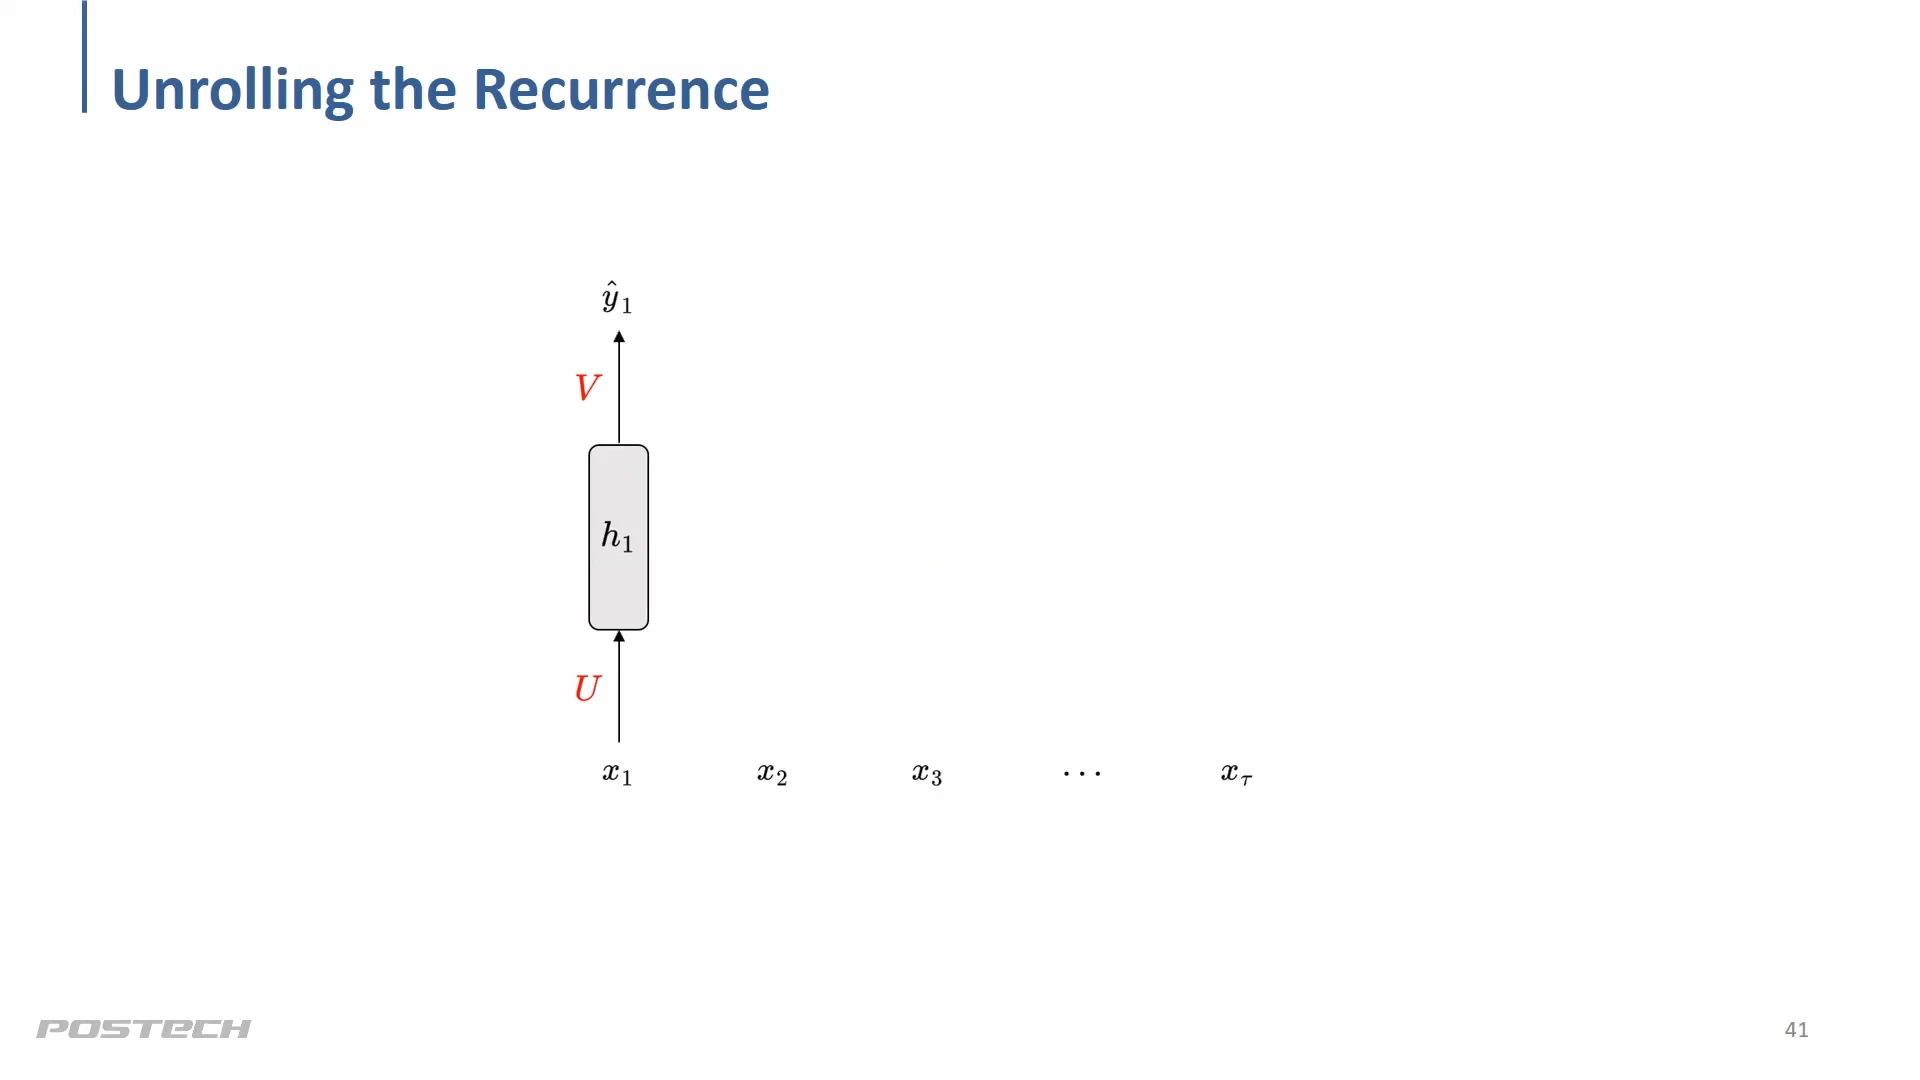 Unrolling the Recurrence
ŷ₁
V
h₁
U
x₁ x₂ x₃ ⋯ x_τ
POSTECH
41